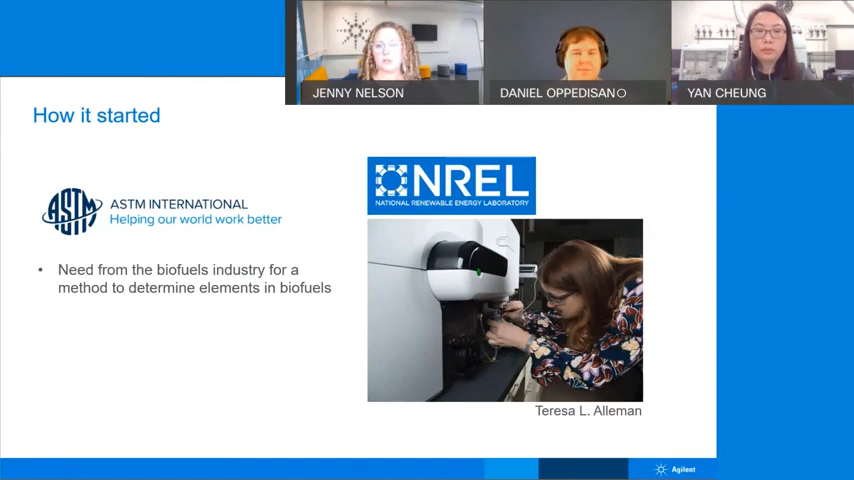 JENNY NELSON
DANIEL OPPEDISANO
YAN CHEUNG
How it started
ASTM
ASTM INTERNATIONAL
Helping our world work better
• Need from the biofuels industry for a
method to determine elements in biofuels
NREL
NATIONAL RENEWABLE ENERGY LABORATORY
Teresa L. Alleman
Agilent